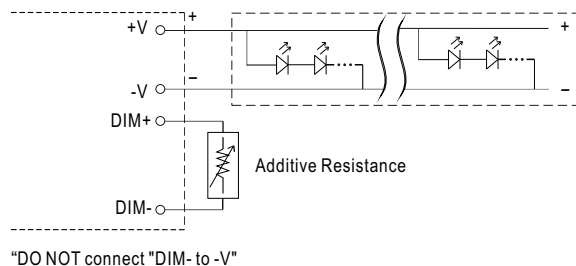 +V
+
+
-V
–
–
DIM+
Additive Resistance
DIM-
“DO NOT connect "DIM- to -V"